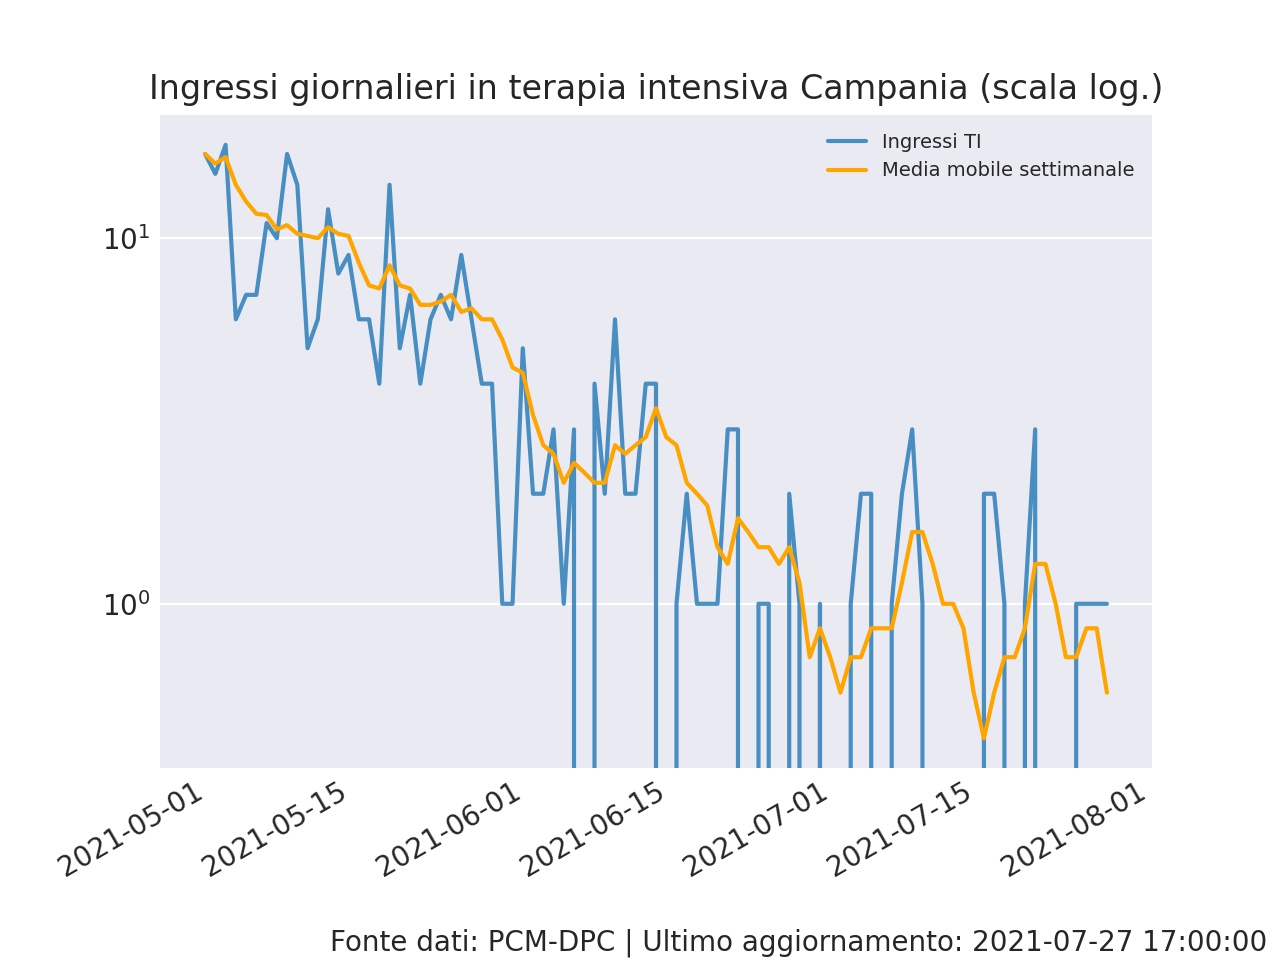 Ingressi giornalieri in terapia intensiva Campania (scala log.)
Ingressi TI
Media mobile settimanale
10¹
10⁰
2021-05-01
2021-05-15
2021-06-01
2021-06-15
2021-07-01
2021-07-15
2021-08-01
Fonte dati: PCM-DPC | Ultimo aggiornamento: 2021-07-27 17:00:00